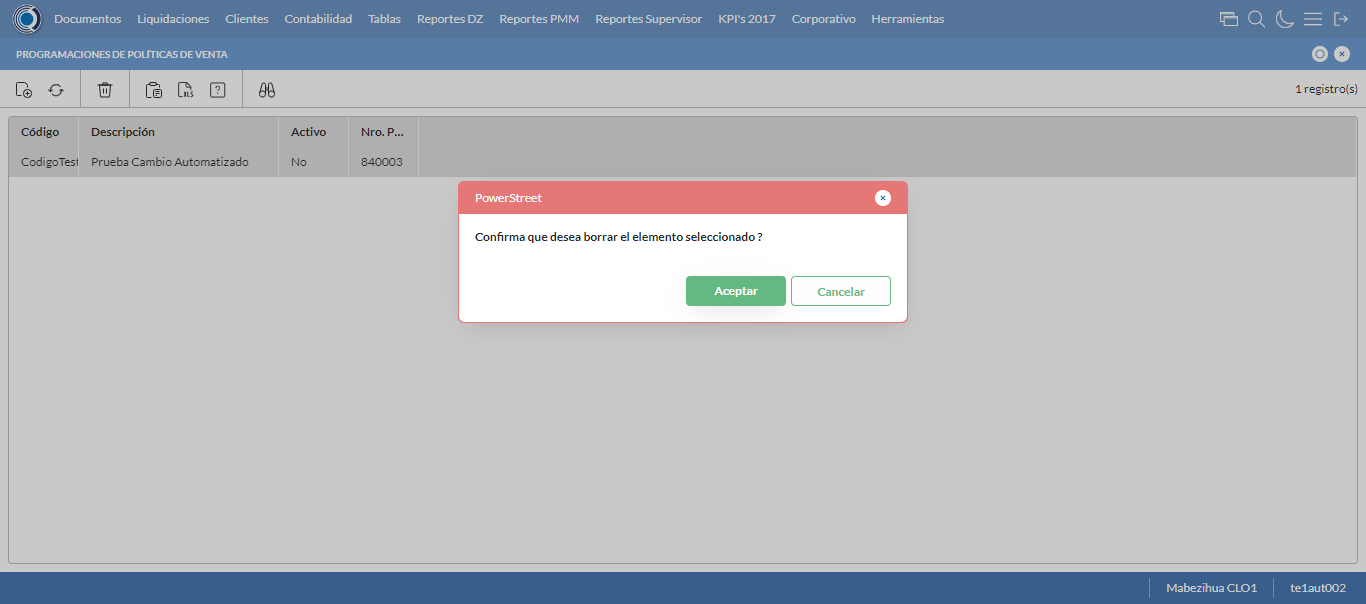 Documentos Liquidaciones Clientes Contabilidad Tablas Reportes DZ Reportes PMM Reportes Supervisor KPI's 2017 Corporativo Herramientas
PROGRAMACIONES DE POLÍTICAS DE VENTA
XLS ? 1 registro(s)
Código Descripción Activo Nro. P...
CodigoTest Prueba Cambio Automatizado No 840003
PowerStreet
Confirma que desea borrar el elemento seleccionado ?
Aceptar Cancelar
Mabezihua CLO1 te1aut002